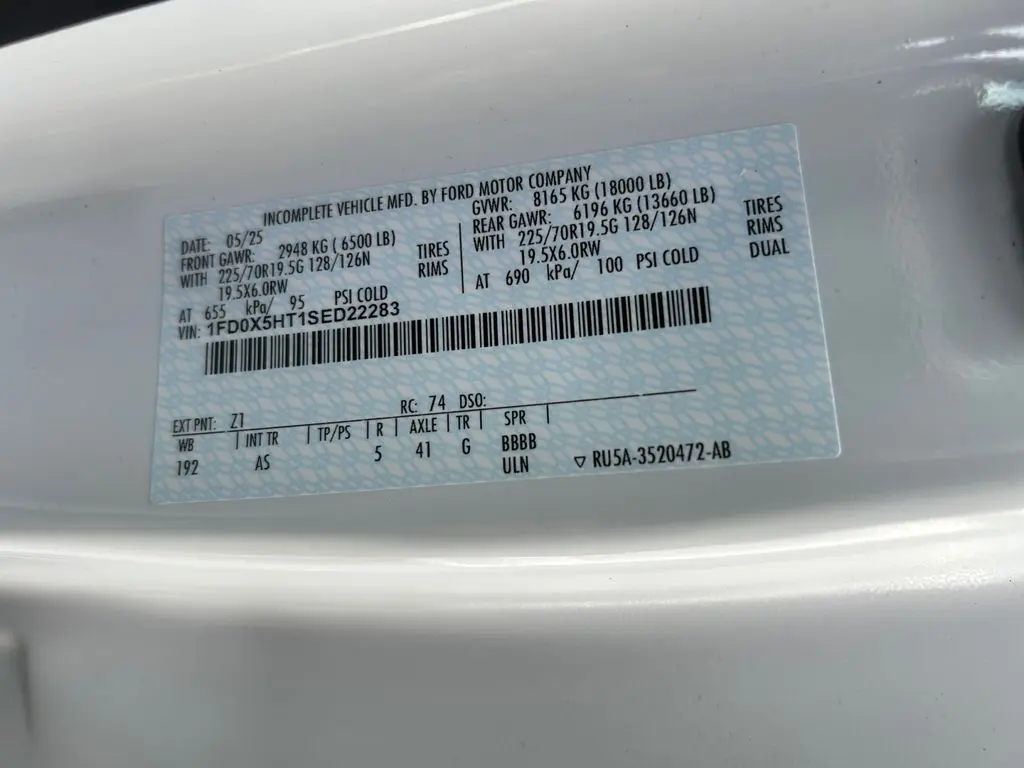 INCOMPLETE VEHICLE MFD. BY FORD MOTOR COMPANY
DATE: 05/25
FRONT GAWR: 2948 KG ( 6500 LB)
WITH 225/70R19.5G 128/126N TIRES
19.5X6.0RW RIMS
AT 655 kPa/ 95 PSI COLD
GVWR: 8165 KG (18000 LB)
REAR GAWR: 6196 KG (13660 LB)
WITH 225/70R19.5G 128/126N TIRES
19.5X6.0RW RIMS
AT 690 kPa/ 100 PSI COLD DUAL
VIN: 1FD0X5HT1SED22283
EXT PNT: Z1 RC: 74 DSO:
WB | INT TR | TP/PS | R | AXLE | TR | SPR |
192 AS 5 41 G BBBB
ULN ▽ RU5A-3520472-AB